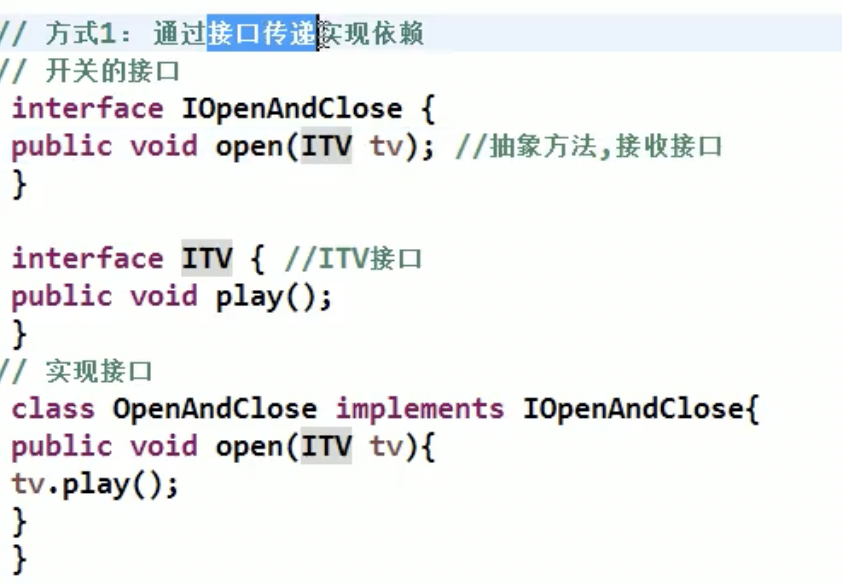 // 方式1: 通过接口传递实现依赖
// 开关的接口
interface IOpenAndClose {
public void open(ITV tv); //抽象方法,接收接口
}
interface ITV { //ITV接口
public void play();
}
// 实现接口
class OpenAndClose implements IOpenAndClose{
public void open(ITV tv){
tv.play();
}
}